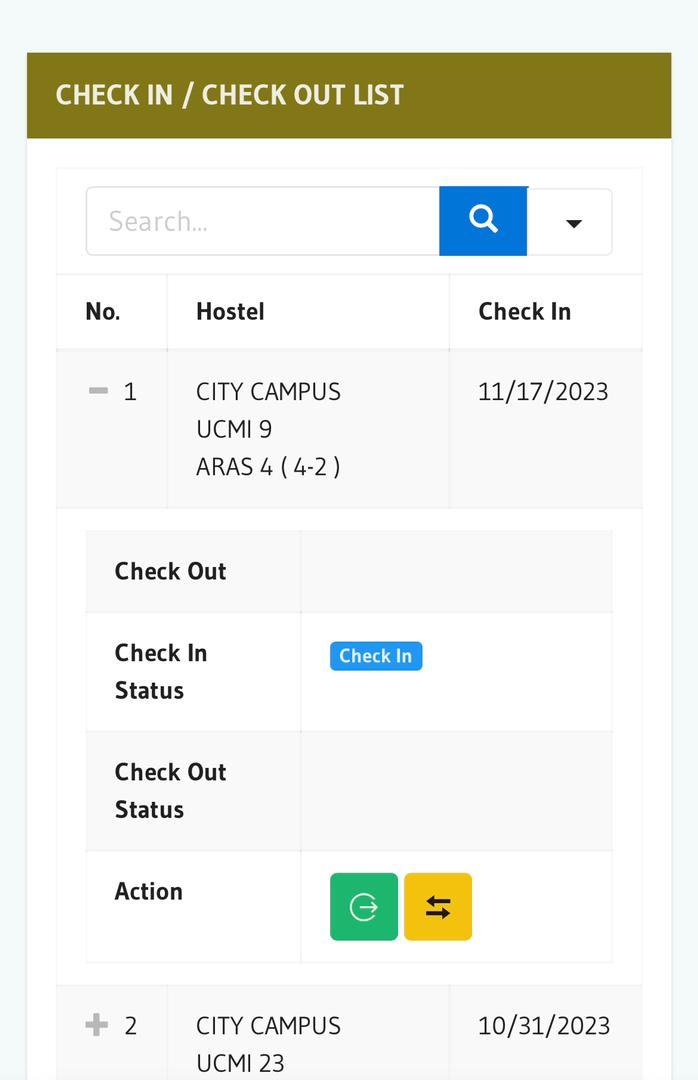 CHECK IN / CHECK OUT LIST
Search...
No. Hostel Check In
1 CITY CAMPUS 11/17/2023
UCMI 9
ARAS 4 ( 4-2 )
Check Out
Check In Check In
Status
Check Out
Status
Action
2 CITY CAMPUS 10/31/2023
UCMI 23